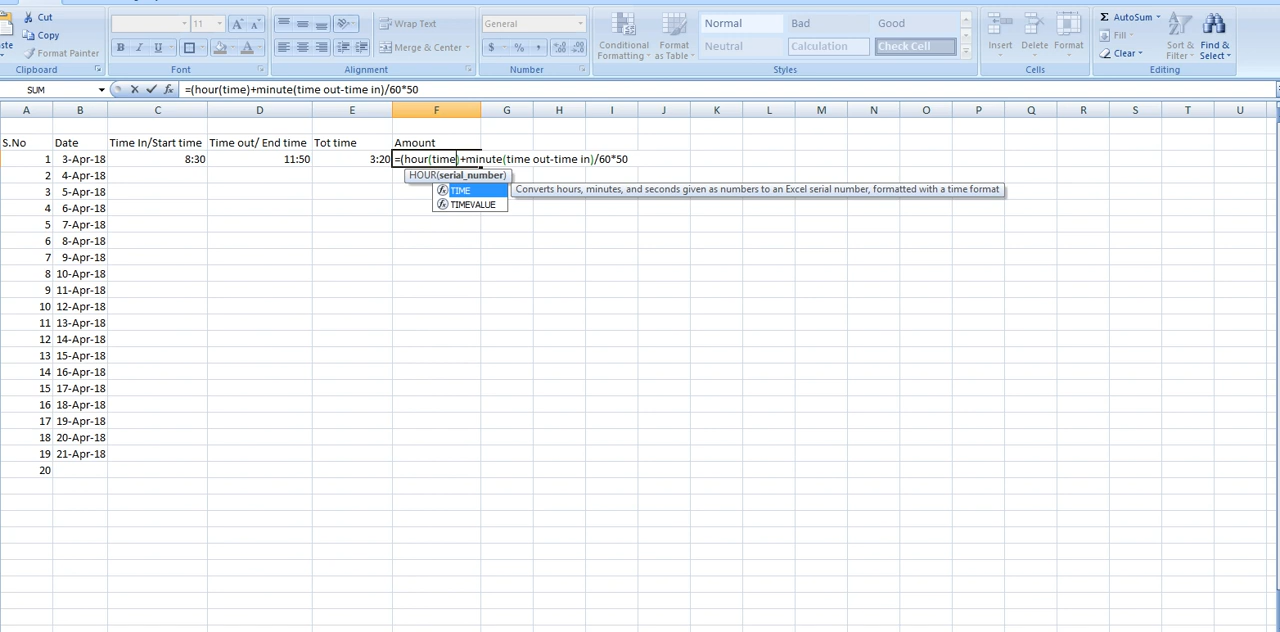 Cut
Copy
ste
Format Painter
Clipboard
11
A A
B I U
A
Font
Wrap Text
Merge & Center
Alignment
General
$ % ,
Number
Conditional Formatting
Format as Table
Normal
Bad
Good
Neutral
Calculation
Check Cell
Styles
Insert
Delete
Format
Cells
Σ AutoSum
Fill
Clear
Sort & Filter
Find & Select
Editing
SUM
fx
=(hour(time)+minute(time out-time in)/60*50
A B C D E F G H I J K L M N O P Q R S T U
S.No Date Time In/Start time Time out/ End time Tot time Amount
1 3-Apr-18 8:30 11:50 3:20 =(hour(time)+minute(time out-time in)/60*50
HOUR(serial_number)
2 4-Apr-18
TIME
Converts hours, minutes, and seconds given as numbers to an Excel serial number, formatted with a time format
3 5-Apr-18
TIMEVALUE
4 6-Apr-18
5 7-Apr-18
6 8-Apr-18
7 9-Apr-18
8 10-Apr-18
9 11-Apr-18
10 12-Apr-18
11 13-Apr-18
12 14-Apr-18
13 15-Apr-18
14 16-Apr-18
15 17-Apr-18
16 18-Apr-18
17 19-Apr-18
18 20-Apr-18
19 21-Apr-18
20